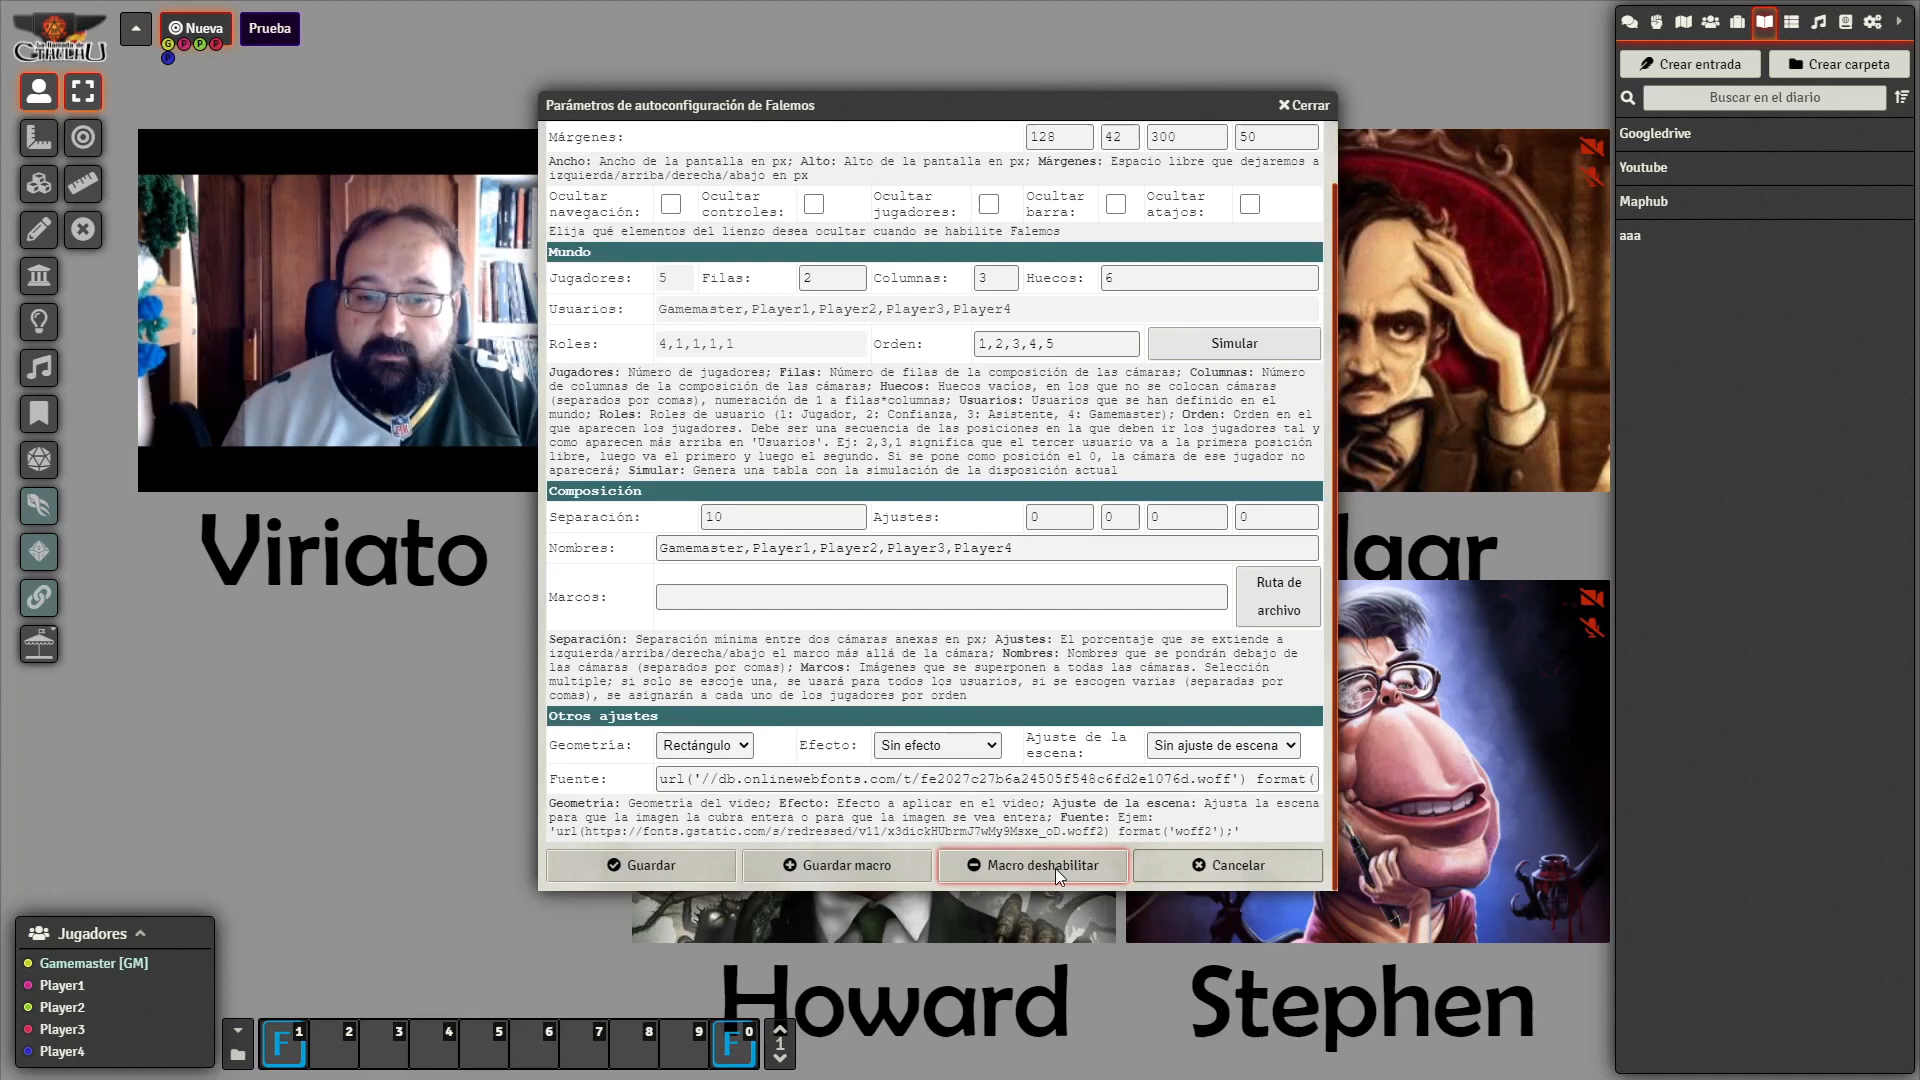 La llamada de
CTHULHU
Nueva
G P P P
P
Prueba
Crear entrada
Crear carpeta
Buscar en el diario
Googledrive
Youtube
Maphub
aaa
Parámetros de autoconfiguración de Falemos
Cerrar
Márgenes: 128 42 300 50
Ancho: Ancho de la pantalla en px; Alto: Alto de la pantalla en px; Márgenes: Espacio libre que dejaremos a
izquierda/arriba/derecha/abajo en px
Ocultar navegación:
Ocultar controles:
Ocultar jugadores:
Ocultar barra:
Ocultar atajos:
Elija qué elementos del lienzo desea ocultar cuando se habilite Falemos
Mundo
Jugadores: 5 Filas: 2 Columnas: 3 Huecos: 6
Usuarios: Gamemaster,Player1,Player2,Player3,Player4
Roles: 4,1,1,1,1 Orden: 1,2,3,4,5 Simular
Jugadores: Número de jugadores; Filas: Número de filas de la composición de las cámaras; Columnas: Número
de columnas de la composición de las cámaras; Huecos: Huecos vacíos, en los que no se colocan cámaras
(separados por comas), numeración de 1 a filas*columnas; Usuarios: Usuarios que se han definido en el
mundo; Roles: Roles de usuario (1: Jugador, 2: Confianza, 3: Asistente, 4: Gamemaster); Orden: Orden en el
que aparecen los jugadores. Debe ser una secuencia de las posiciones en la que deben ir los jugadores tal y
como aparecen más arriba en 'Usuarios'. Ej: 2,3,1 significa que el tercer usuario va a la primera posición
libre, luego va el primero y luego el segundo. Si se pone como posición el 0, la cámara de ese jugador no
aparecerá; Simular: Genera una tabla con la simulación de la disposición actual
Composición
Separación: 10 Ajustes: 0 0 0 0
Nombres: Gamemaster,Player1,Player2,Player3,Player4
Marcos:
Ruta de
archivo
Separación: Separación mínima entre dos cámaras anexas en px; Ajustes: El porcentaje que se extiende a
izquierda/arriba/derecha/abajo el marco más allá de la cámara; Nombres: Nombres que se pondrán debajo de
las cámaras (separados por comas); Marcos: Imágenes que se superponen a todas las cámaras. Selección
multiple; si solo se escoje una, se usará para todos los usuarios, si se escogen varias (separadas por
comas), se asignarán a cada uno de los jugadores por orden
Otros ajustes
Geometría: Rectángulo Efecto: Sin efecto Ajuste de la escena: Sin ajuste de escena
Fuente: url('//db.onlinewebfonts.com/t/fe2027c27b6a24505f548c6fd2e1076d.woff') format(
Geometría: Geometría del video; Efecto: Efecto a aplicar en el video; Ajuste de la escena: Ajusta la escena
para que la imagen la cubra entera o para que la imagen se vea entera; Fuente: Ejem:
'url(https://fonts.gstatic.com/s/redressed/v11/x3dickHUbrmJ7wMy9Msxe_oD.woff2) format('woff2');'
Guardar
Guardar macro
Macro deshabilitar
Cancelar
Viriato
lgar
Howard
Stephen
Jugadores
Gamemaster [GM]
Player1
Player2
Player3
Player4
F 1 2 3 4 5 6 7 8 9 F 0
1